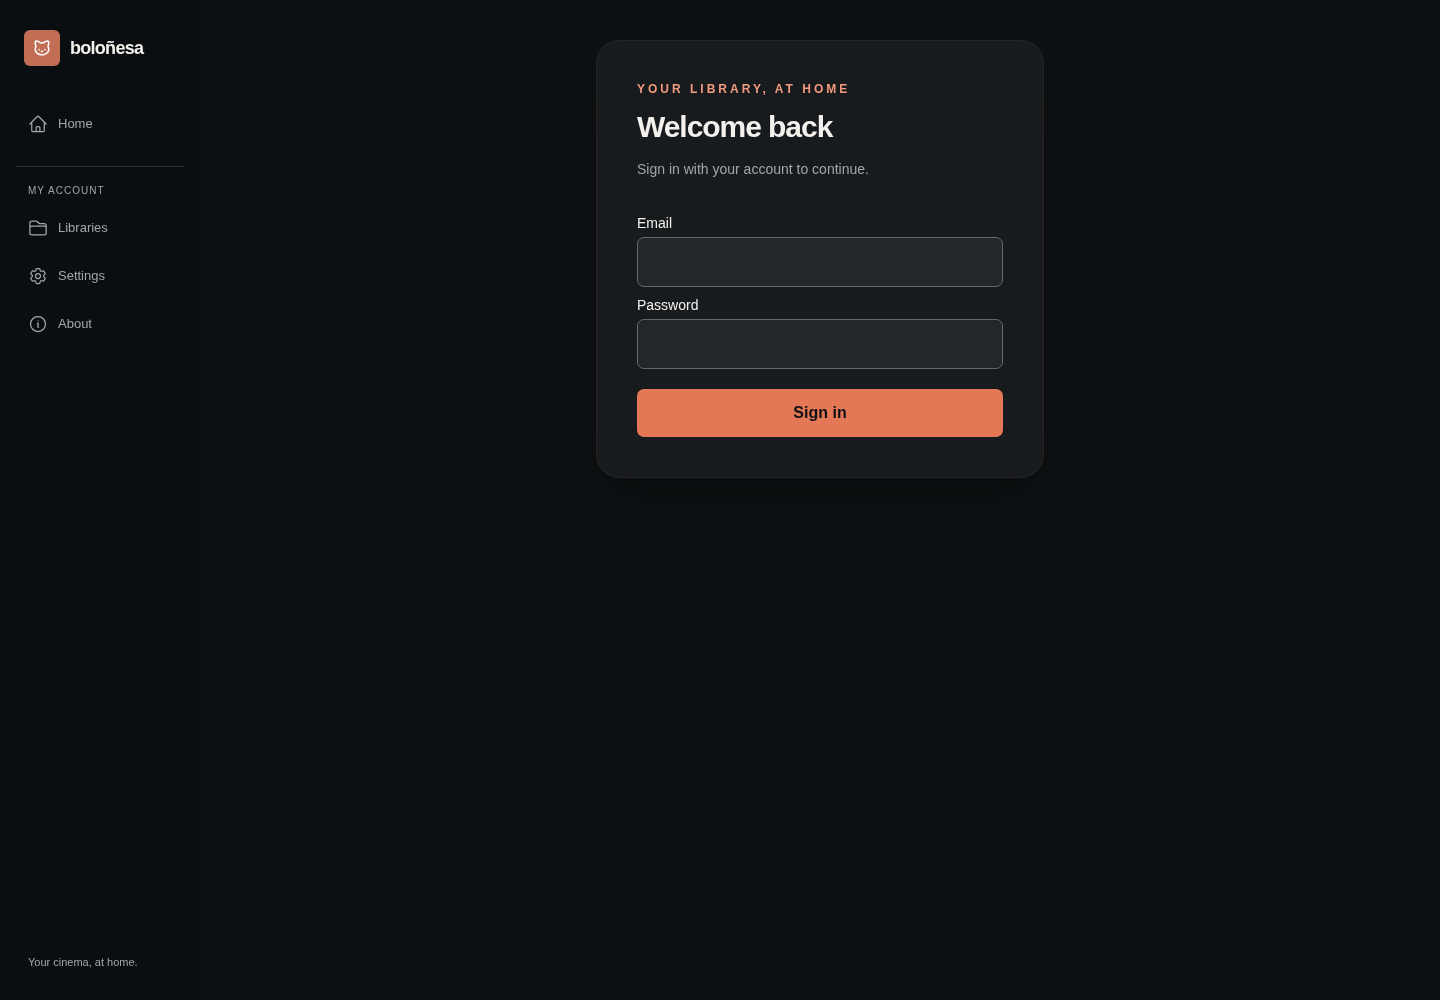 boloñesa
Home
MY ACCOUNT
Libraries
Settings
About
Your cinema, at home.
YOUR LIBRARY, AT HOME
Welcome back
Sign in with your account to continue.
Email
Password
Sign in